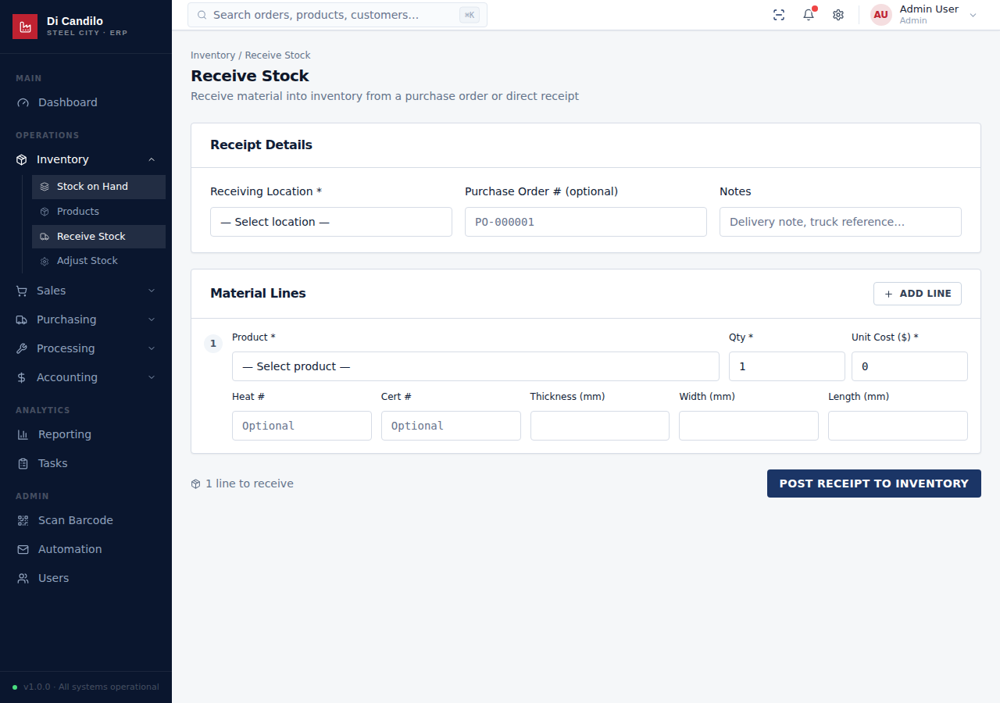 Di Candilo
STEEL CITY · ERP
Search orders, products, customers…
⌘K
AU
Admin User
Admin
MAIN
Dashboard
OPERATIONS
Inventory
Stock on Hand
Products
Receive Stock
Adjust Stock
Sales
Purchasing
Processing
Accounting
ANALYTICS
Reporting
Tasks
ADMIN
Scan Barcode
Automation
Users
v1.0.0 · All systems operational
Inventory / Receive Stock
Receive Stock
Receive material into inventory from a purchase order or direct receipt
Receipt Details
Receiving Location *
Purchase Order # (optional)
Notes
— Select location —
PO-000001
Delivery note, truck reference…
Material Lines
ADD LINE
1
Product *
Qty *
Unit Cost ($) *
— Select product —
1
0
Heat #
Cert #
Thickness (mm)
Width (mm)
Length (mm)
Optional
Optional
1 line to receive
POST RECEIPT TO INVENTORY